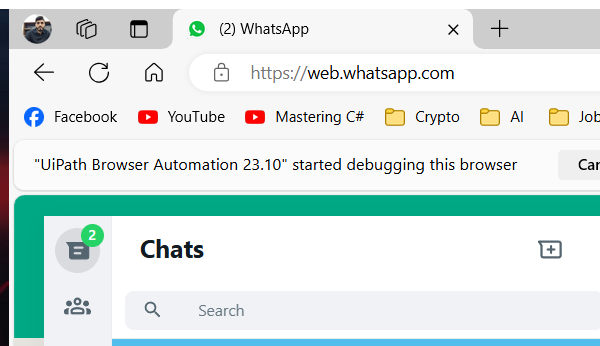 (2) WhatsApp
https://web.whatsapp.com
Facebook YouTube Mastering C# Crypto AI Job
"UiPath Browser Automation 23.10" started debugging this browser Can
2
Chats
Search